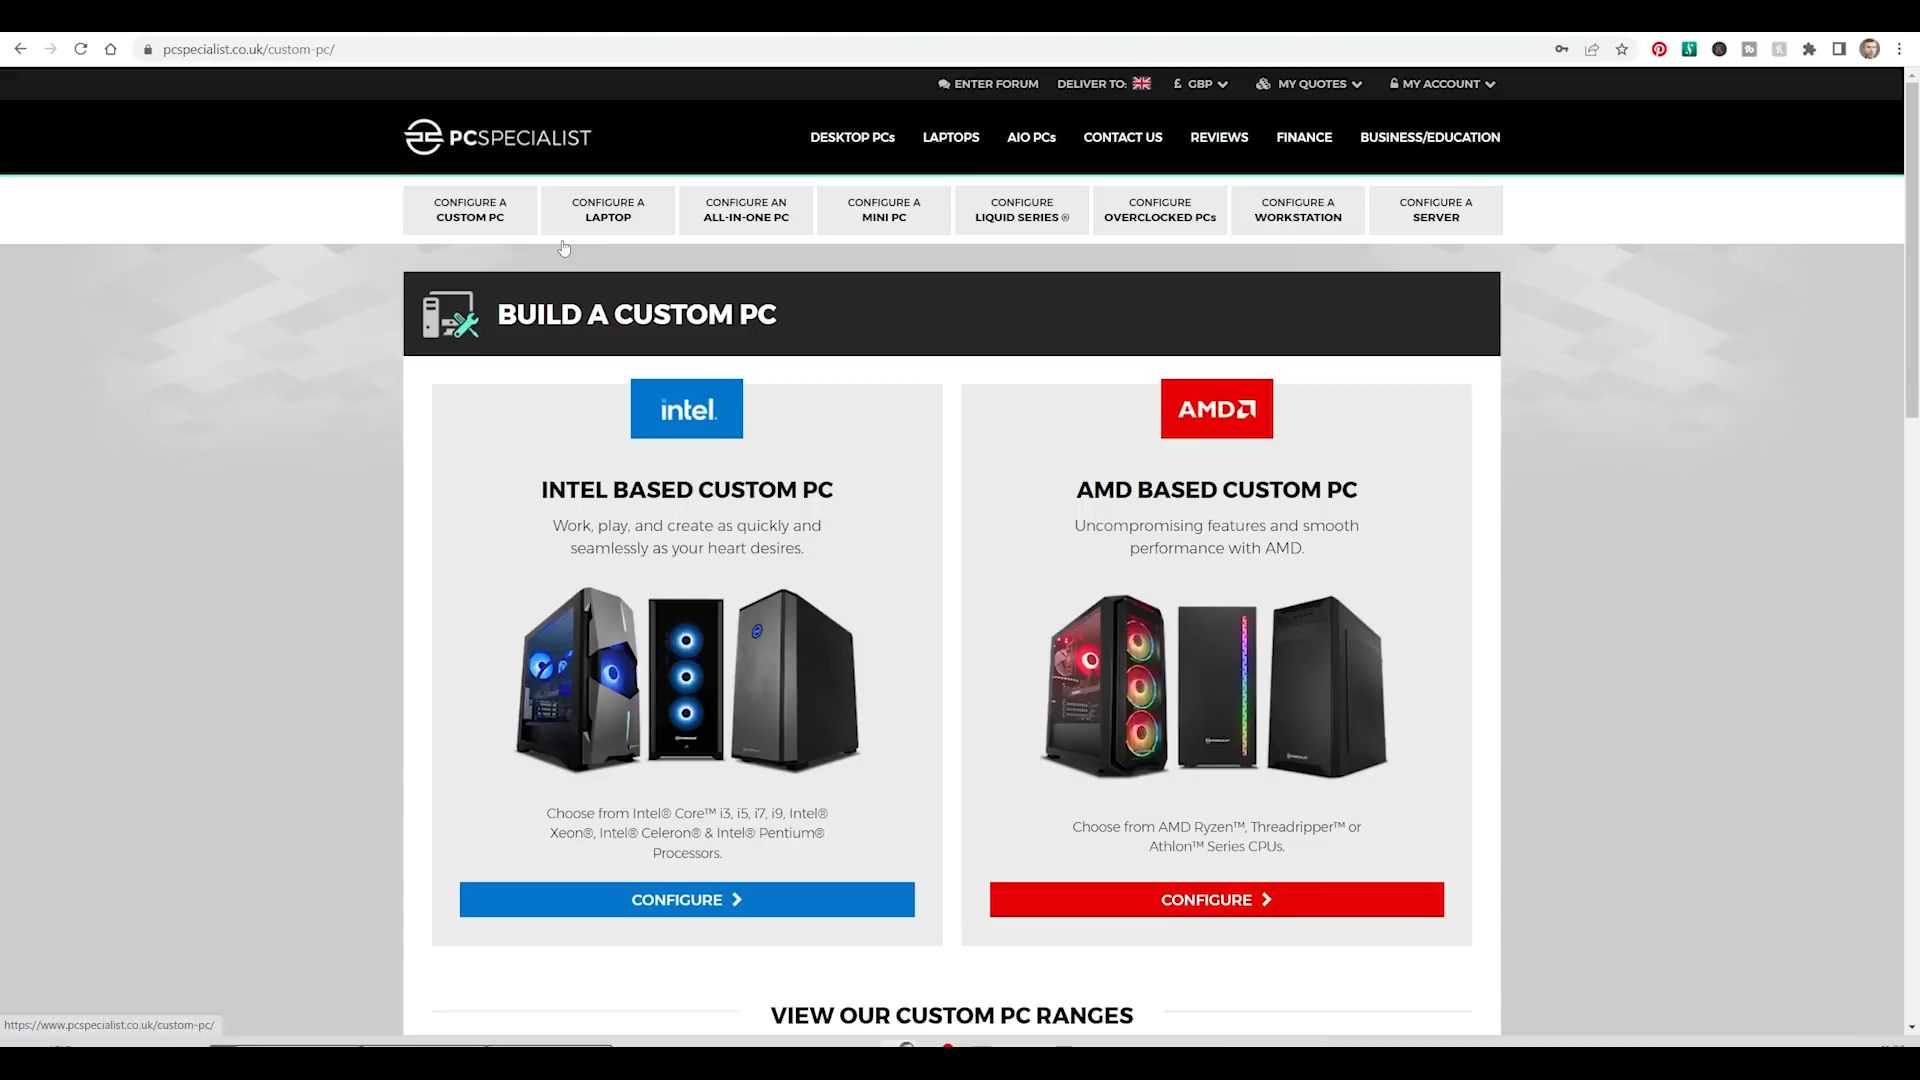 pcspecialist.co.uk/custom-pc/
ENTER FORUM DELIVER TO: £ GBP MY QUOTES MY ACCOUNT
PCSPECIALIST
DESKTOP PCs LAPTOPS AIO PCs CONTACT US REVIEWS FINANCE BUSINESS/EDUCATION
CONFIGURE A
CUSTOM PC
CONFIGURE A
LAPTOP
CONFIGURE AN
ALL-IN-ONE PC
CONFIGURE A
MINI PC
CONFIGURE
LIQUID SERIES ®
CONFIGURE
OVERCLOCKED PCs
CONFIGURE A
WORKSTATION
CONFIGURE A
SERVER
BUILD A CUSTOM PC
intel.
INTEL BASED CUSTOM PC
Work, play, and create as quickly and
seamlessly as your heart desires.
Choose from Intel® Core™ i3, i5, i7, i9, Intel®
Xeon®, Intel® Celeron® & Intel® Pentium®
Processors.
CONFIGURE
AMD
AMD BASED CUSTOM PC
Uncompromising features and smooth
performance with AMD.
Choose from AMD Ryzen™, Threadripper™ or
Athlon™ Series CPUs.
CONFIGURE
VIEW OUR CUSTOM PC RANGES
https://www.pcspecialist.co.uk/custom-pc/